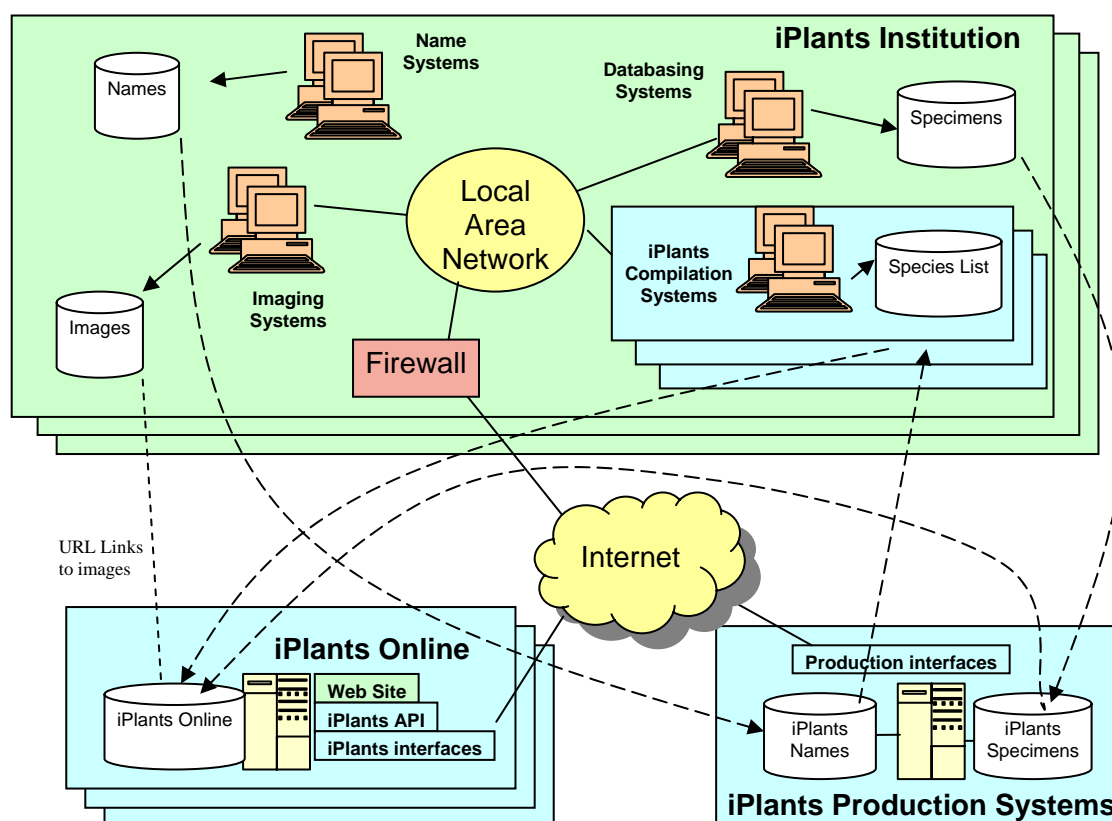 iPlants Institution
Name
Systems
Names
Databasing
Systems
Specimens
Local
Area
Network
iPlants
Compilation
Systems
Species List
Imaging
Systems
Images
Firewall
URL Links
to images
Internet
iPlants Online
Web Site
iPlants Online
iPlants API
iPlants interfaces
Production interfaces
iPlants
Names
iPlants
Specimens
iPlants Production Systems